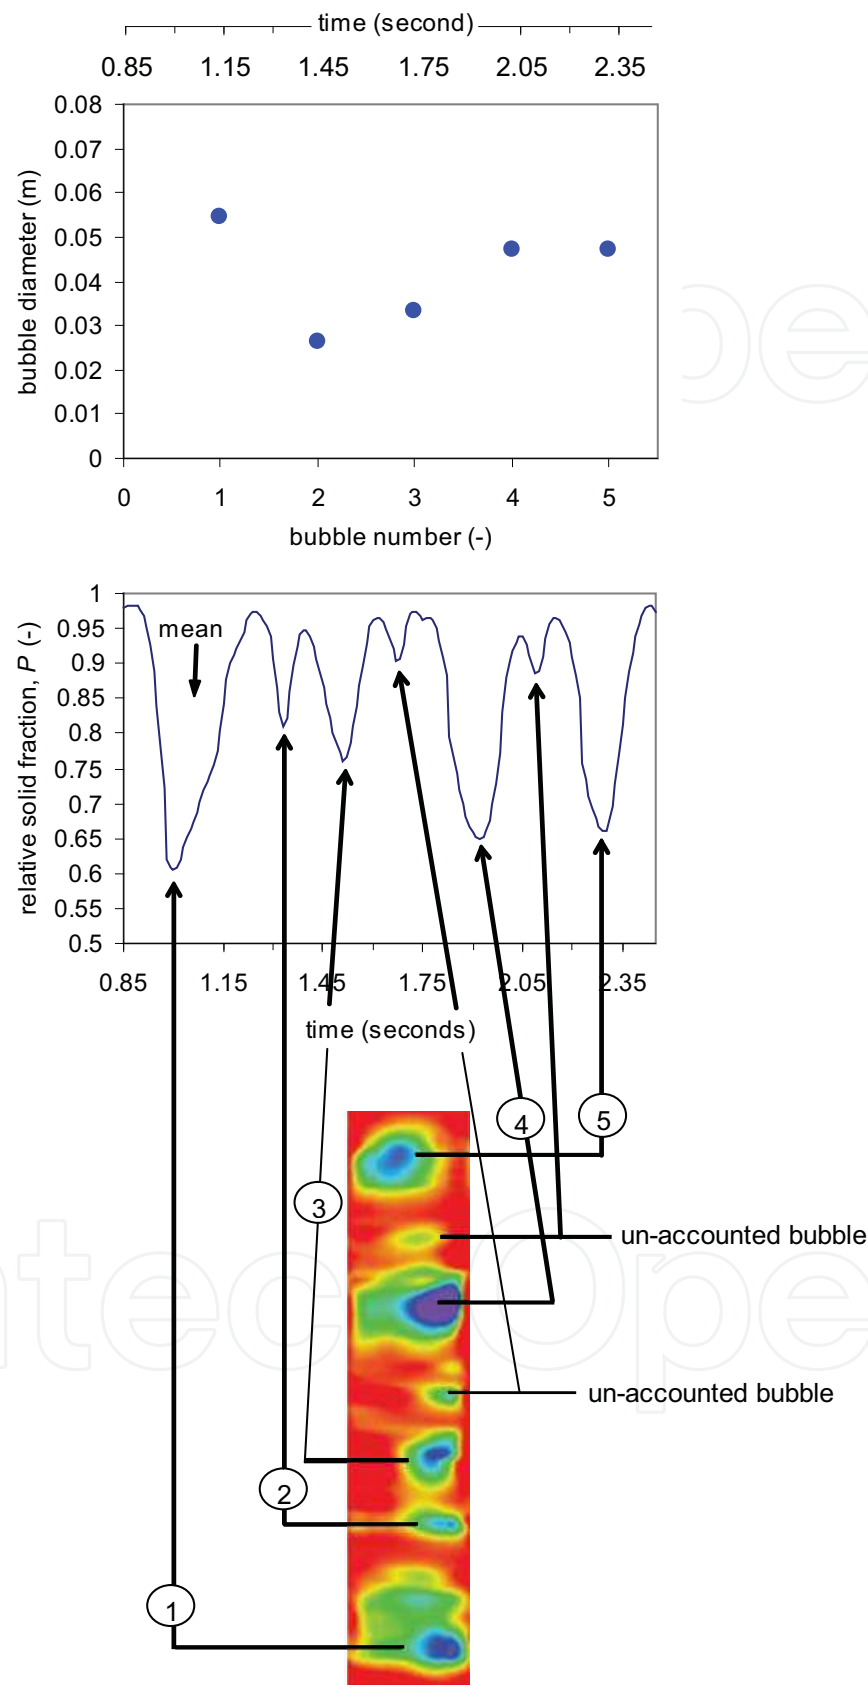 time (second)
0.85 1.15 1.45 1.75 2.05 2.35
0.08
0.07
0.06
0.05
0.04
0.03
0.02
0.01
0
bubble diameter (m)
0 1 2 3 4 5
bubble number (-)
1
0.95
0.9
0.85
0.8
0.75
0.7
0.65
0.6
0.55
0.5
relative solid fraction, P (-)
mean
0.85 1.15 1.45 1.75 2.05 2.35
time (seconds)
4 5
3
un-accounted bubble
un-accounted bubble
2
1
ope
ntechOpe